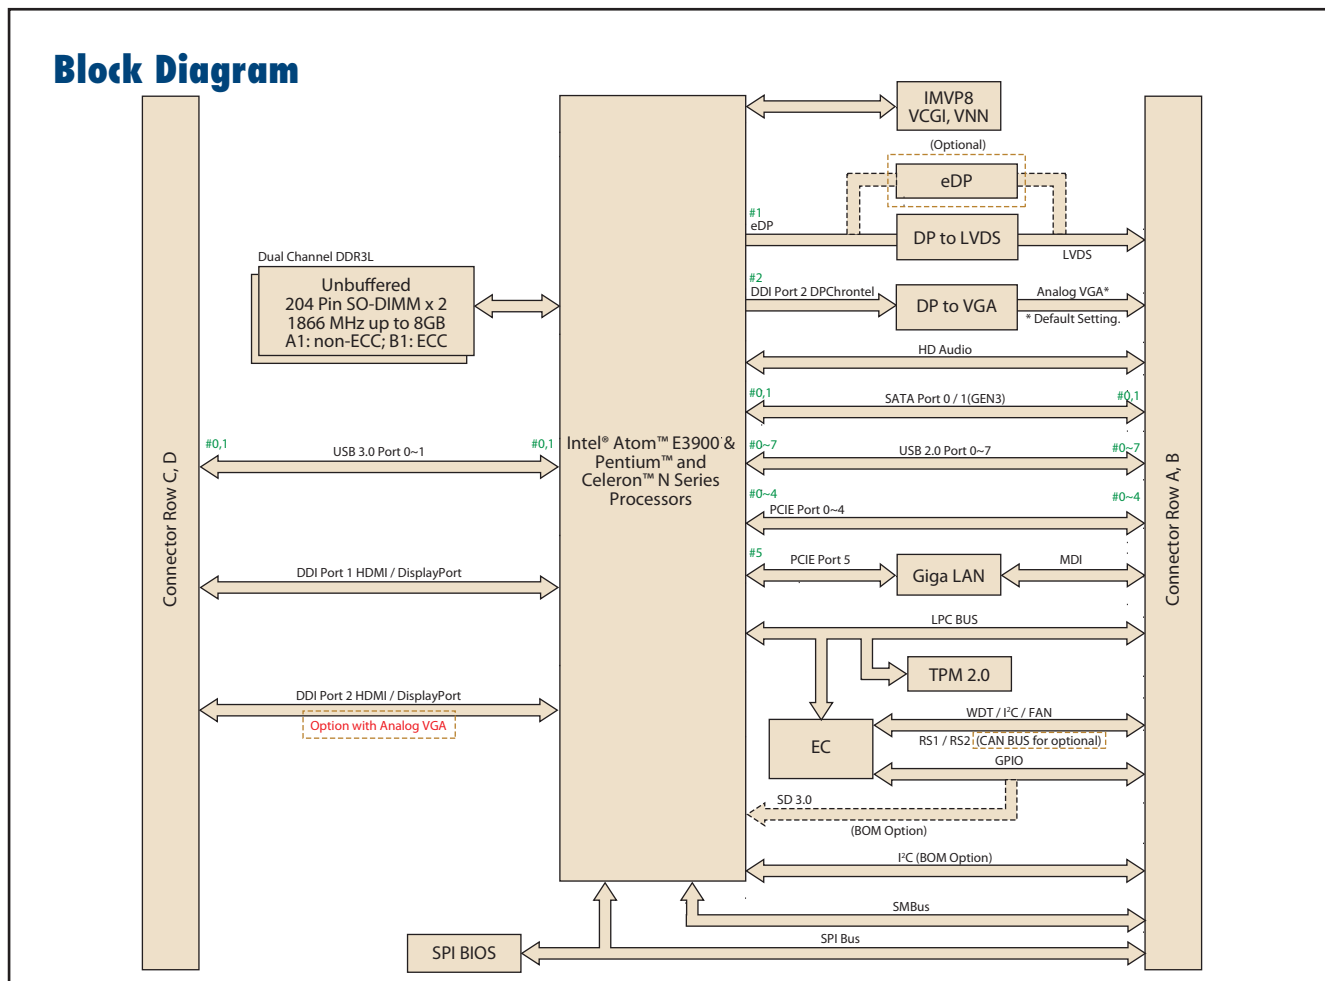 Block Diagram
IMVP8
VCGI, VNN
(Optional)
eDP
#1
eDP
DP to LVDS
LVDS
Dual Channel DDR3L
Unbuffered
204 Pin SO-DIMM x 2
1866 MHz up to 8GB
A1: non-ECC; B1: ECC
#2
DDI Port 2 DPChrontel
DP to VGA
Analog VGA*
* Default Setting.
HD Audio
#0,1
SATA Port 0 / 1(GEN3)
#0,1
#0,1
USB 3.0 Port 0~1
#0,1
Intel® Atom™ E3900 &
Pentium™ and
Celeron™ N Series
Processors
#0~7
USB 2.0 Port 0~7
#0~7
#0~4
PCIE Port 0~4
#0~4
Connector Row C, D
Connector Row A, B
#5
PCIE Port 5
Giga LAN
MDI
DDI Port 1 HDMI / DisplayPort
LPC BUS
TPM 2.0
DDI Port 2 HDMI / DisplayPort
Option with Analog VGA
EC
WDT / I²C / FAN
RS1 / RS2 (CAN BUS for optional)
GPIO
SD 3.0
(BOM Option)
I²C (BOM Option)
SMBus
SPI Bus
SPI BIOS